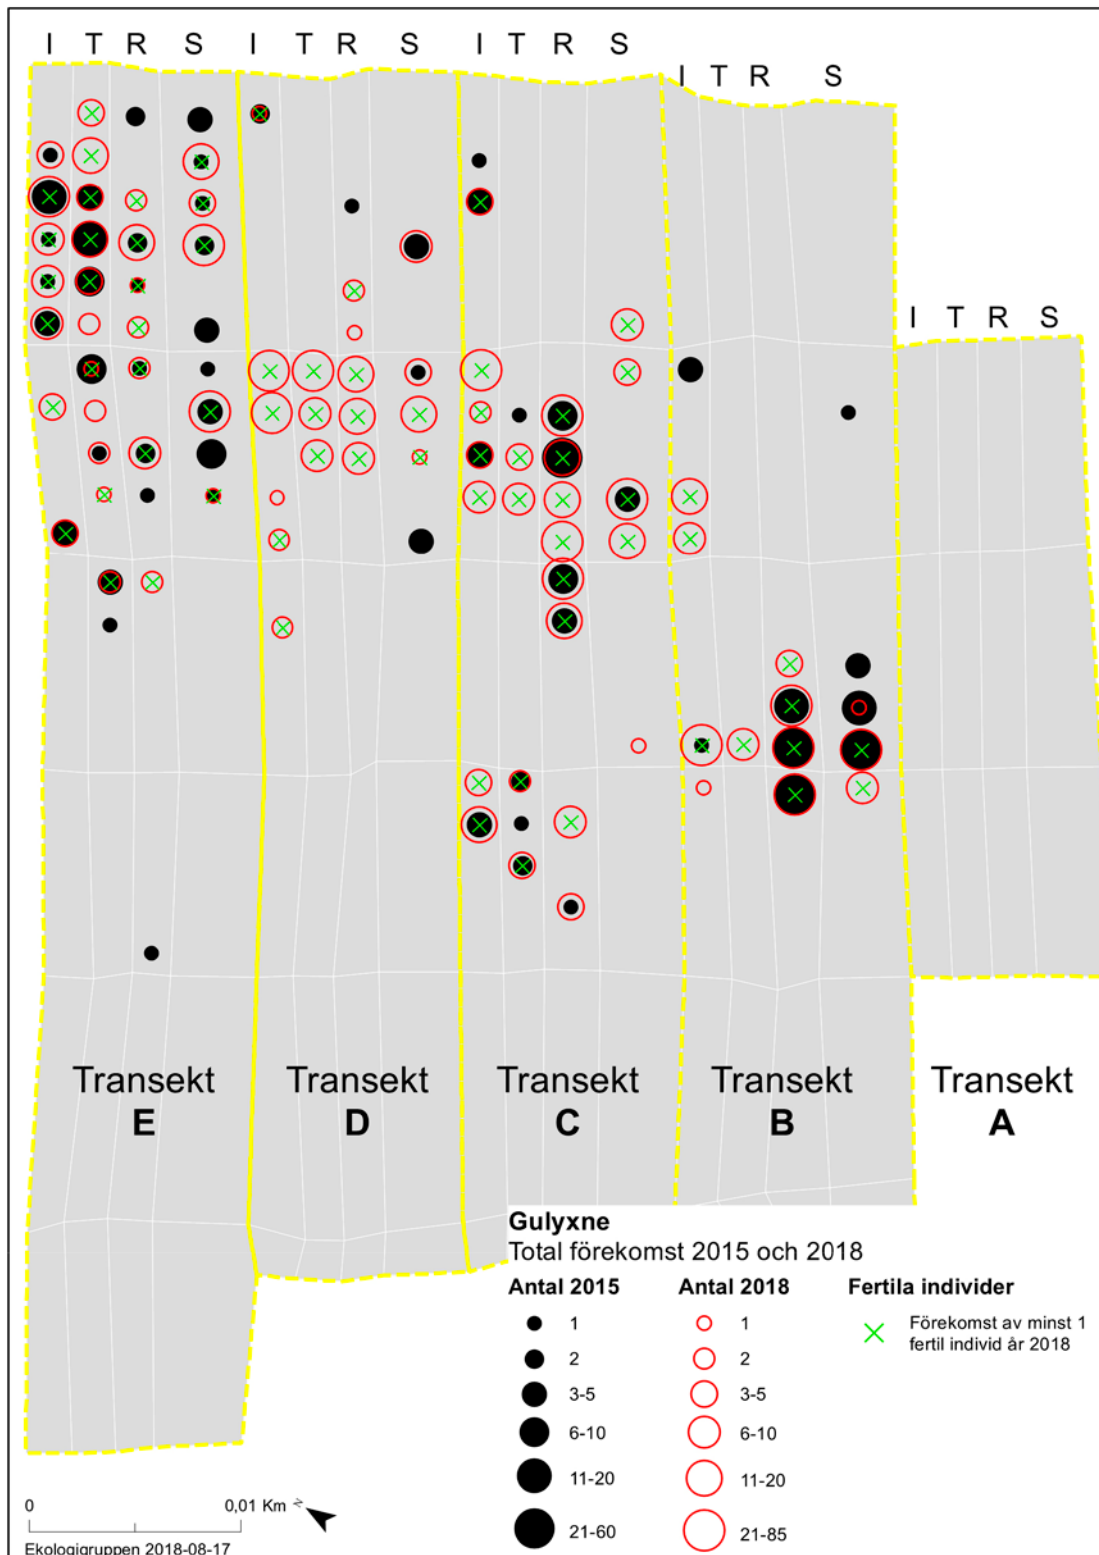 I T R S I T R S I T R S
I T R S
I T R S
Transekt
E
Transekt
D
Transekt
C
Transekt
B
Transekt
A
Gulyxne
Total förekomst 2015 och 2018
Antal 2015 Antal 2018 Fertila individer
1 1 Förekomst av minst 1
2 2 fertil individ år 2018
3-5 3-5
6-10 6-10
11-20 11-20
21-60 21-85
0 0,01 Km N
Ekologigruppen 2018-08-17